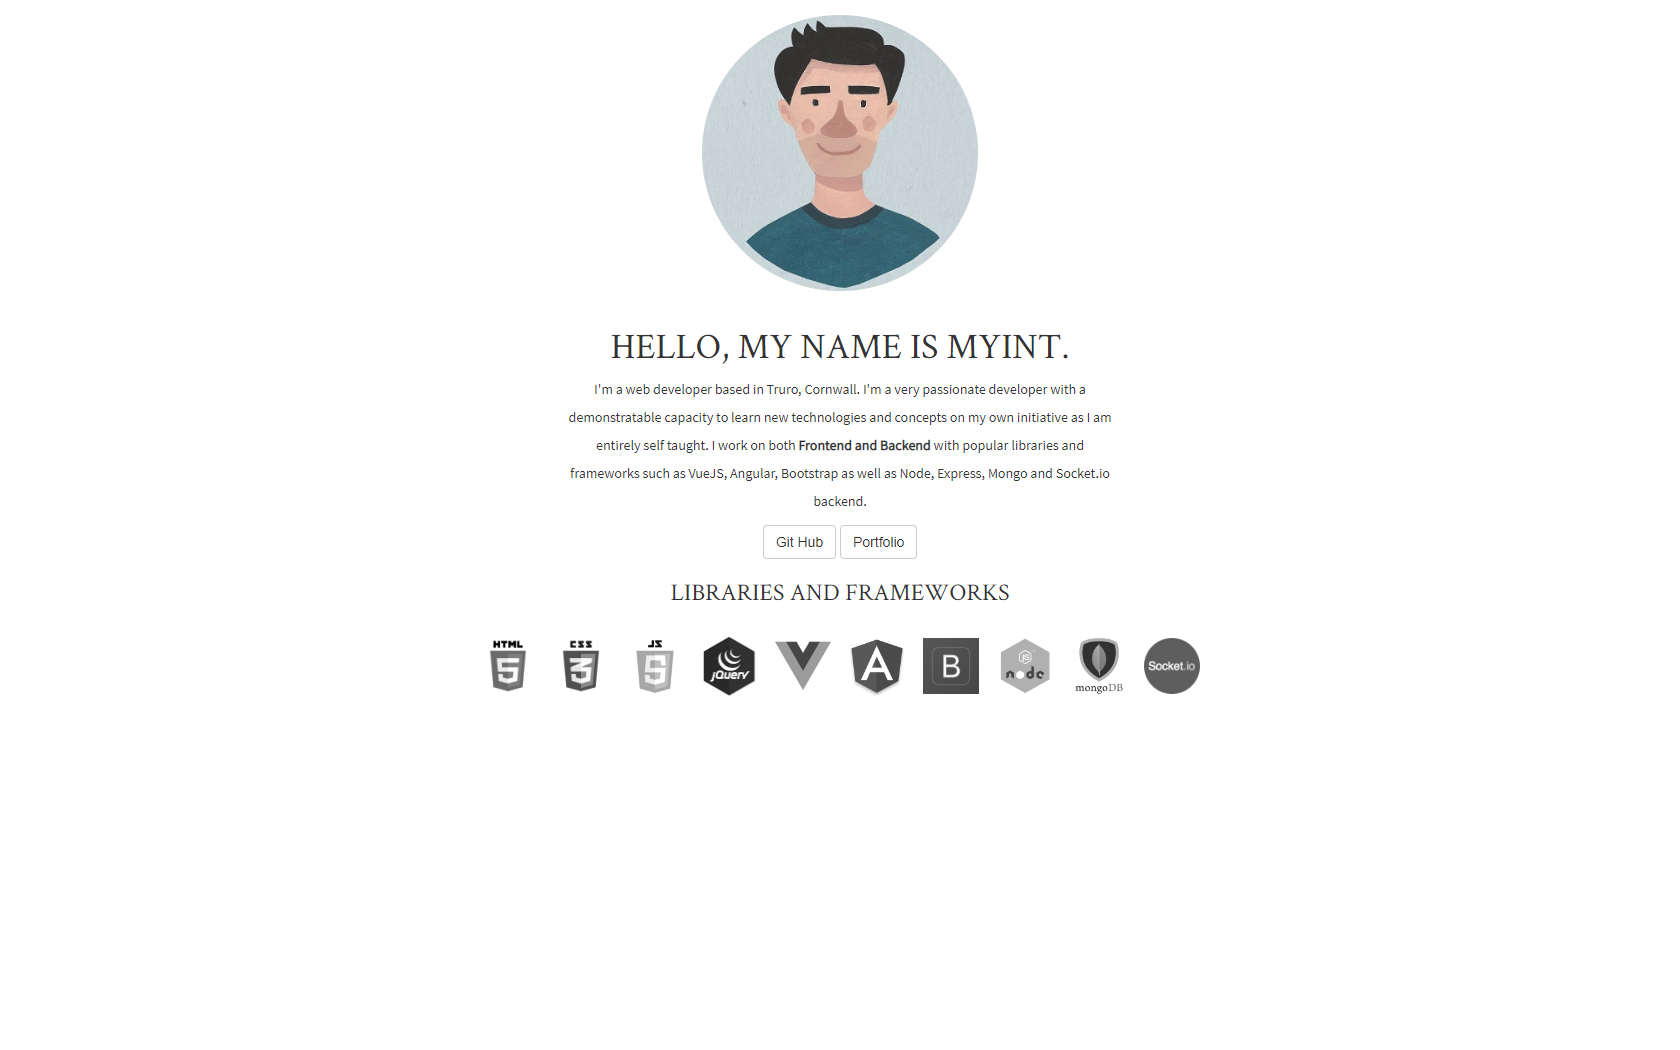 HELLO, MY NAME IS MYINT.
I'm a web developer based in Truro, Cornwall. I'm a very passionate developer with a
demonstratable capacity to learn new technologies and concepts on my own initiative as I am
entirely self taught. I work on both Frontend and Backend with popular libraries and
frameworks such as VueJS, Angular, Bootstrap as well as Node, Express, Mongo and Socket.io
backend.
Git Hub Portfolio
LIBRARIES AND FRAMEWORKS
HTML 5
CSS 3
JS 5
jQuery
A
B
JS node
mongoDB
Socket.io